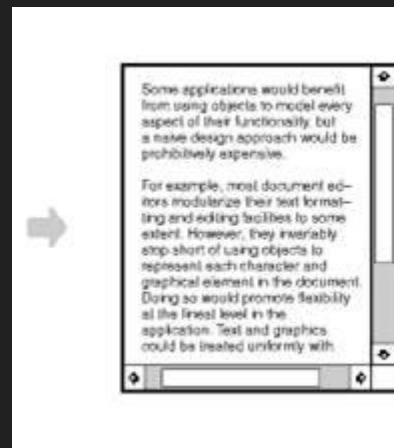 Some applications would benefit
from using objects to model every
aspect of their functionality, but
a naive design approach would be
prohibitively expensive.
For example, most document ed-
itors modularize their text format-
ting and editing facilities to some
extent. However, they invariably
stop short of using objects to
represent each character and
graphical element in the document.
Doing so would promote flexibility
at the finest level in the
application. Text and graphics
could be treated uniformly with